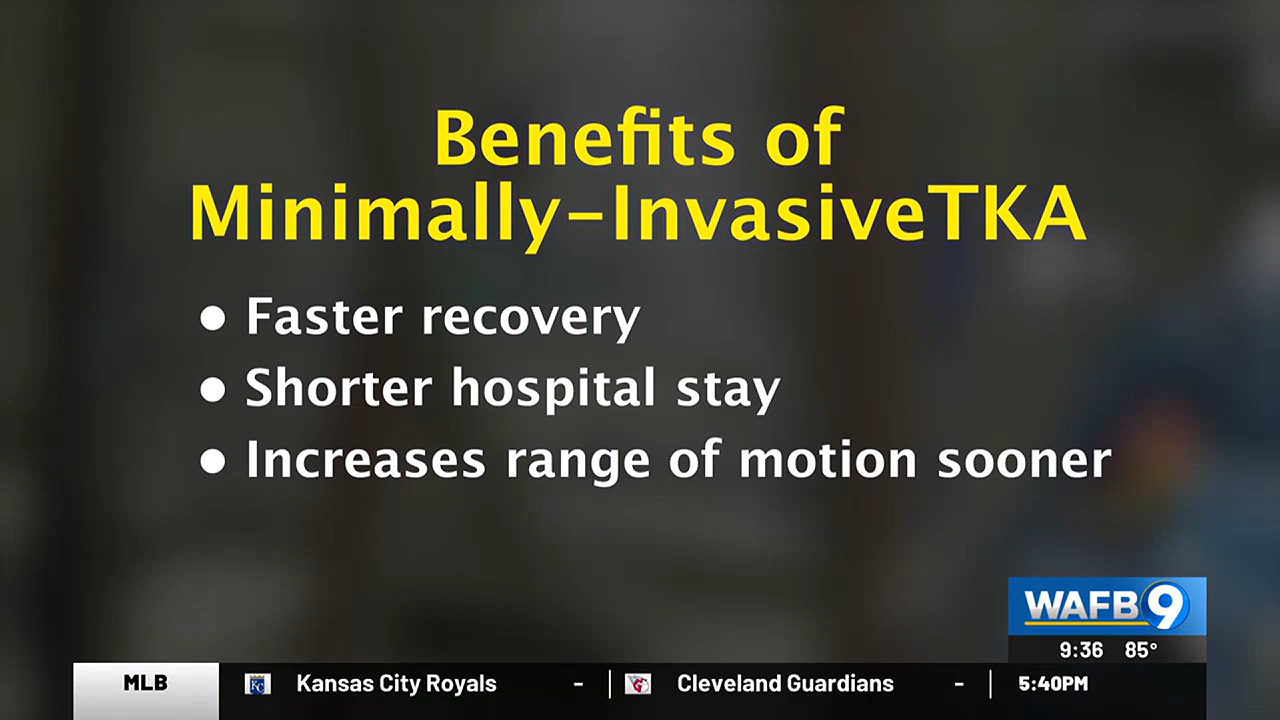 Benefits of
Minimally-InvasiveTKA
• Faster recovery
• Shorter hospital stay
• Increases range of motion sooner
WAFB 9
9:36 85°
MLB KC Kansas City Royals - C Cleveland Guardians - 5:40PM